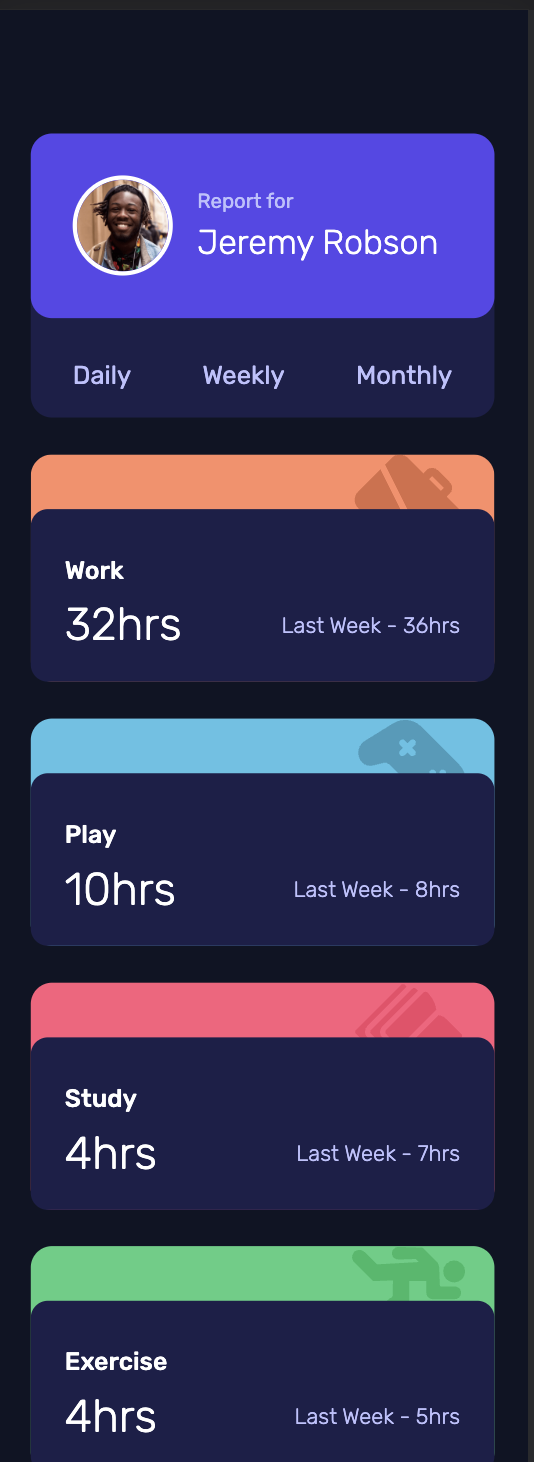 Report for
Jeremy Robson
Daily Weekly Monthly
Work
32hrs Last Week - 36hrs
Play
10hrs Last Week - 8hrs
Study
4hrs Last Week - 7hrs
Exercise
4hrs Last Week - 5hrs